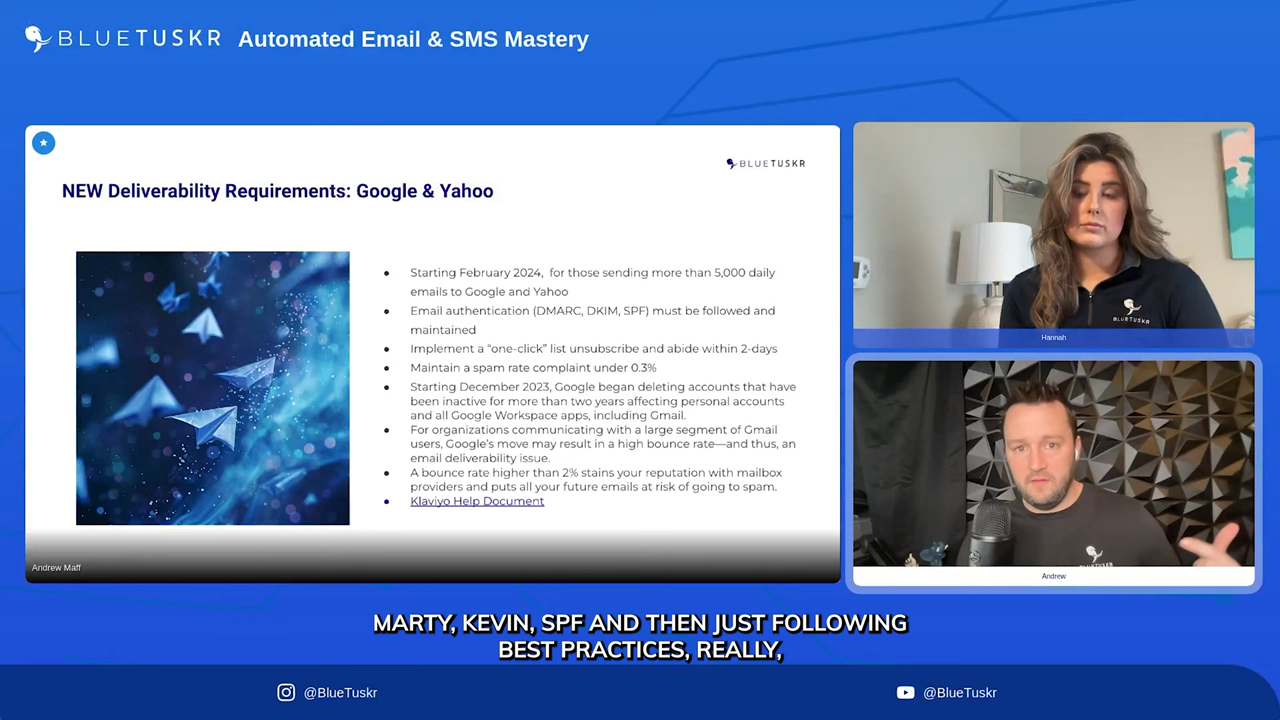 BLUETUSKR Automated Email & SMS Mastery
BLUETUSKR
NEW Deliverability Requirements: Google & Yahoo
● Starting February 2024, for those sending more than 5,000 daily
emails to Google and Yahoo
● Email authentication (DMARC, DKIM, SPF) must be followed and
maintained
● Implement a “one-click” list unsubscribe and abide within 2-days
● Maintain a spam rate complaint under 0.3%
● Starting December 2023, Google began deleting accounts that have
been inactive for more than two years affecting personal accounts
and all Google Workspace apps, including Gmail.
● For organizations communicating with a large segment of Gmail
users, Google’s move may result in a high bounce rate—and thus, an
email deliverability issue.
● A bounce rate higher than 2% stains your reputation with mailbox
providers and puts all your future emails at risk of going to spam.
● Klaviyo Help Document
Andrew Maff
BLUETUSKR
Hannah
BLUETUSKR
Andrew
MARTY, KEVIN, SPF AND THEN JUST FOLLOWING
BEST PRACTICES, REALLY,
@BlueTuskr
@BlueTuskr